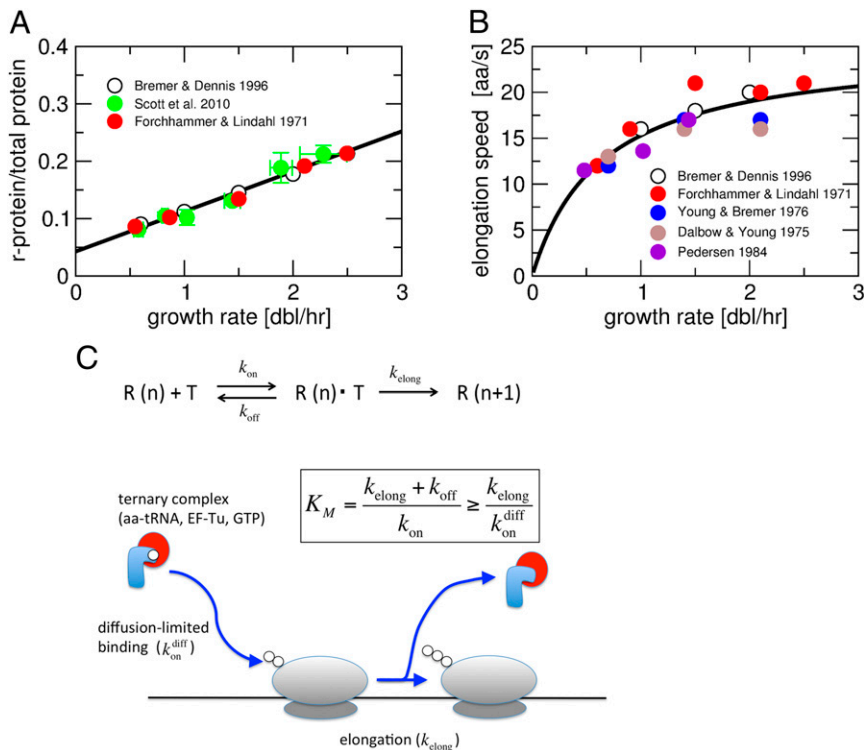 A
r-protein/total protein
0.4
0.3
0.2
0.1
0
Bremer & Dennis 1996
Scott et al. 2010
Forchhammer & Lindahl 1971
0 1 2 3
growth rate [dbl/hr]
B
elongation speed [aa/s]
25
20
15
10
5
0
Bremer & Dennis 1996
Forchhammer & Lindahl 1971
Young & Bremer 1976
Dalbow & Young 1975
Pedersen 1984
0 1 2 3
growth rate [dbl/hr]
C
R (n) + T k_on k_off R (n) · T k_elong R (n+1)
K_M = (k_elong + k_off) / k_on ≥ k_elong / k_on^diff
ternary complex
(aa-tRNA, EF-Tu, GTP)
diffusion-limited
binding (k_on^diff)
elongation (k_elong)